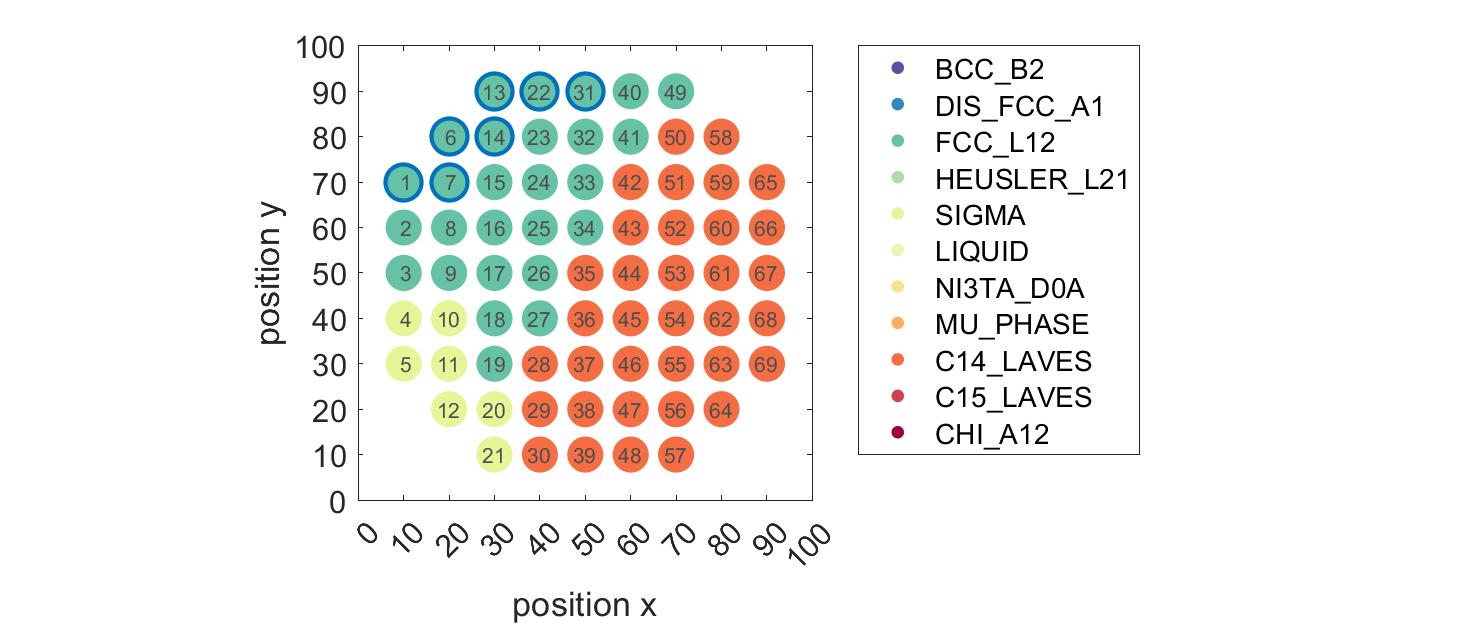 100
90 13 22 31 40 49
80 6 14 23 32 41 50 58
70 1 7 15 24 33 42 51 59 65
60 2 8 16 25 34 43 52 60 66
50 3 9 17 26 35 44 53 61 67
40 4 10 18 27 36 45 54 62 68
30 5 11 19 28 37 46 55 63 69
20 12 20 29 38 47 56 64
10 21 30 39 48 57
0
0 10 20 30 40 50 60 70 80 90 100
position x
position y
BCC_B2
DIS_FCC_A1
FCC_L12
HEUSLER_L21
SIGMA
LIQUID
NI3TA_D0A
MU_PHASE
C14_LAVES
C15_LAVES
CHI_A12